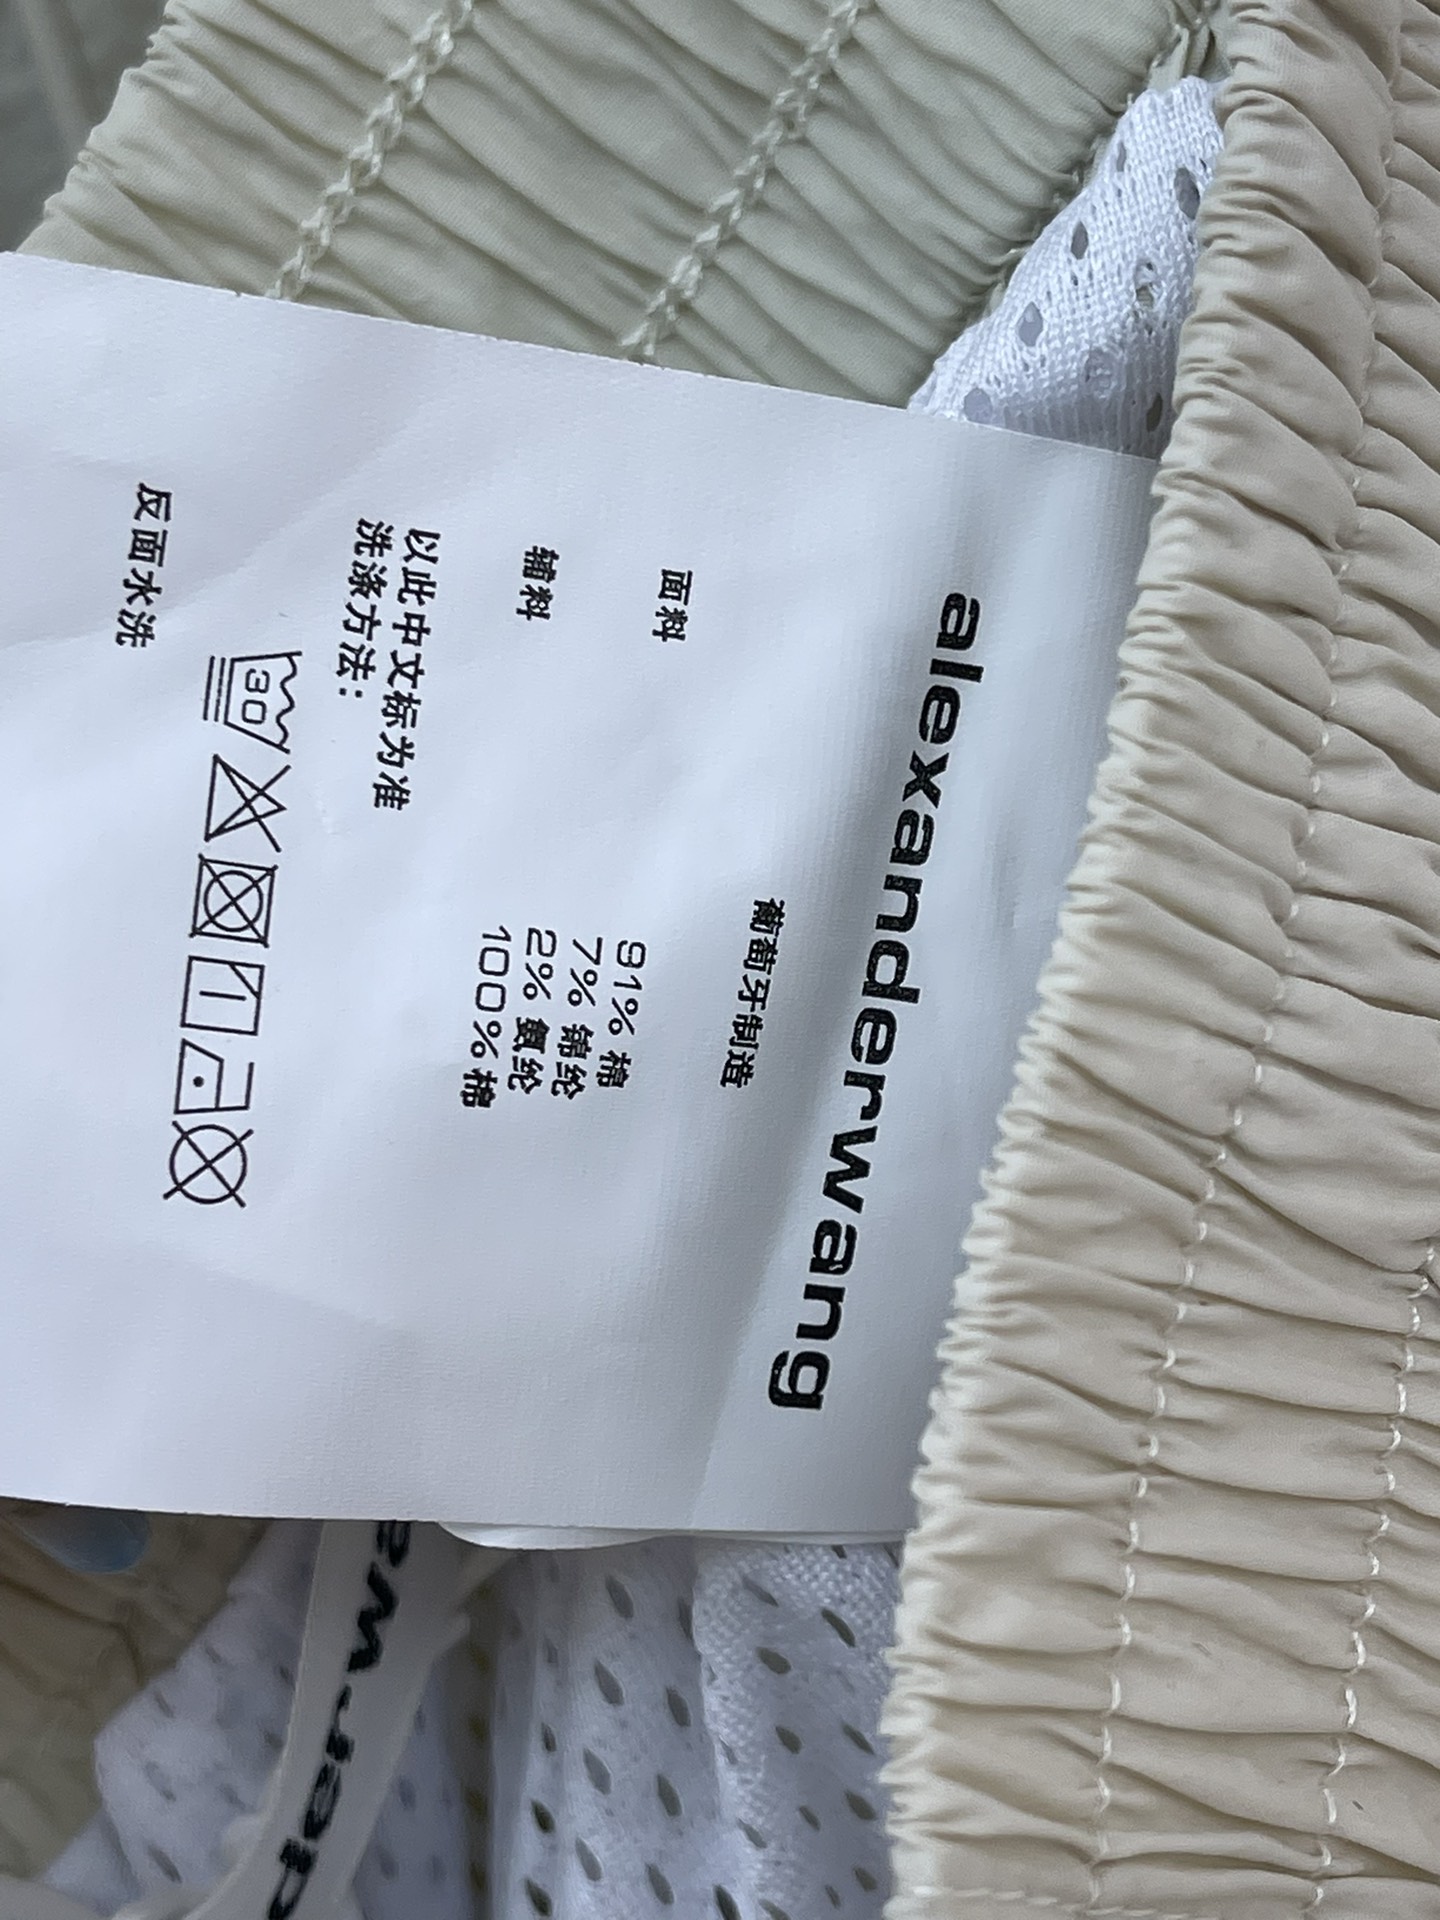 alexanderwang
葡萄牙制造
面料
91% 棉
7% 锦纶
2% 氨纶
辅料
100% 棉
以此中文标为准
洗涤方法：
30
反面水洗